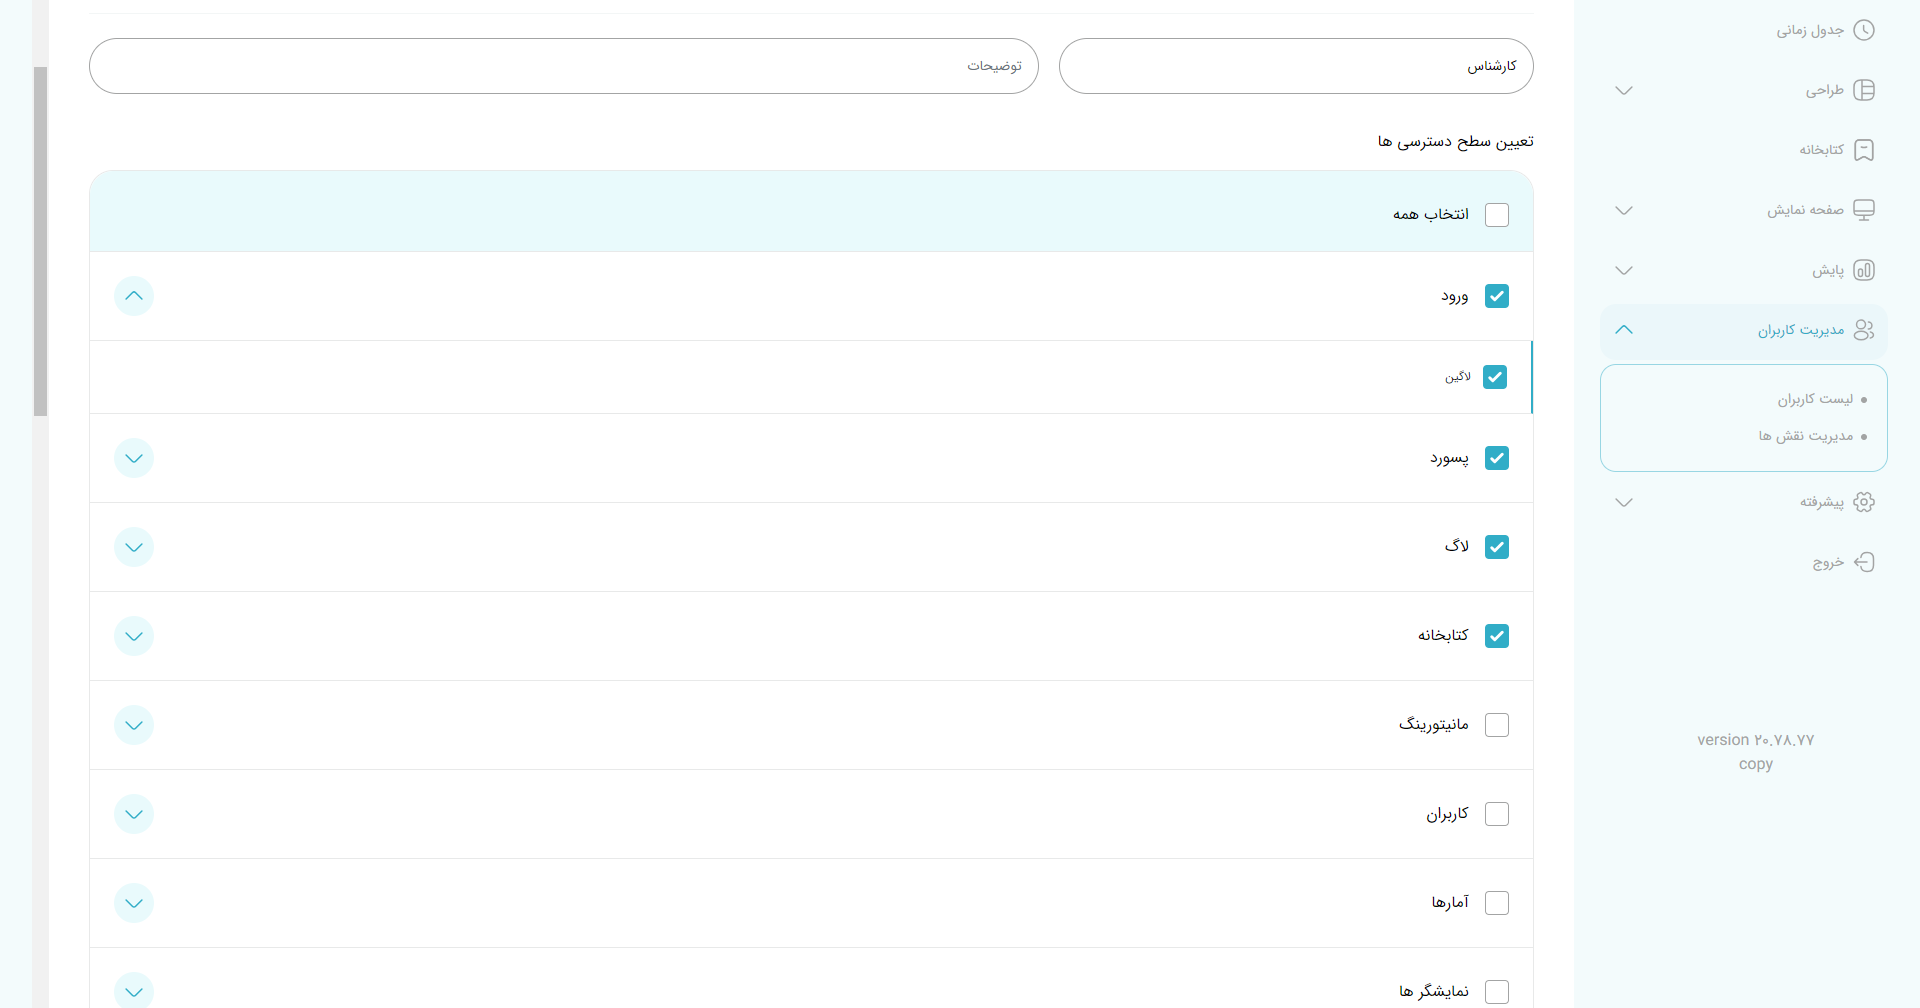 جدول زمانی
طراحی
کتابخانه
صفحه نمایش
پایش
مدیریت کاربران
لیست کاربران
مدیریت نقش ها
پیشرفته
خروج
version ۲۰.۷۸.۷۷
copy
کارشناس
توضیحات
تعیین سطح دسترسی ها
انتخاب همه
ورود
لاگین
پسورد
لاگ
کتابخانه
مانیتورینگ
کاربران
آمارها
نمایشگر ها